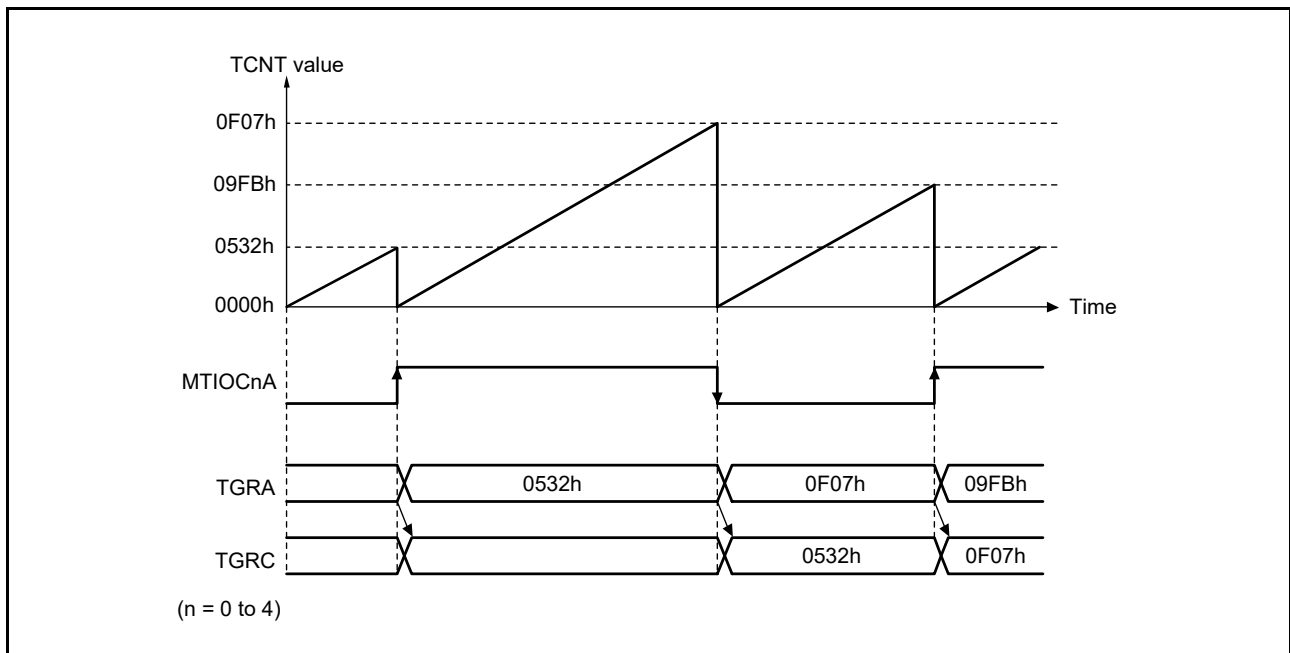 TCNT value
0F07h
09FBh
0532h
0000h
Time
MTIOCnA
TGRA 0532h 0F07h 09FBh
TGRC 0532h 0F07h
(n = 0 to 4)